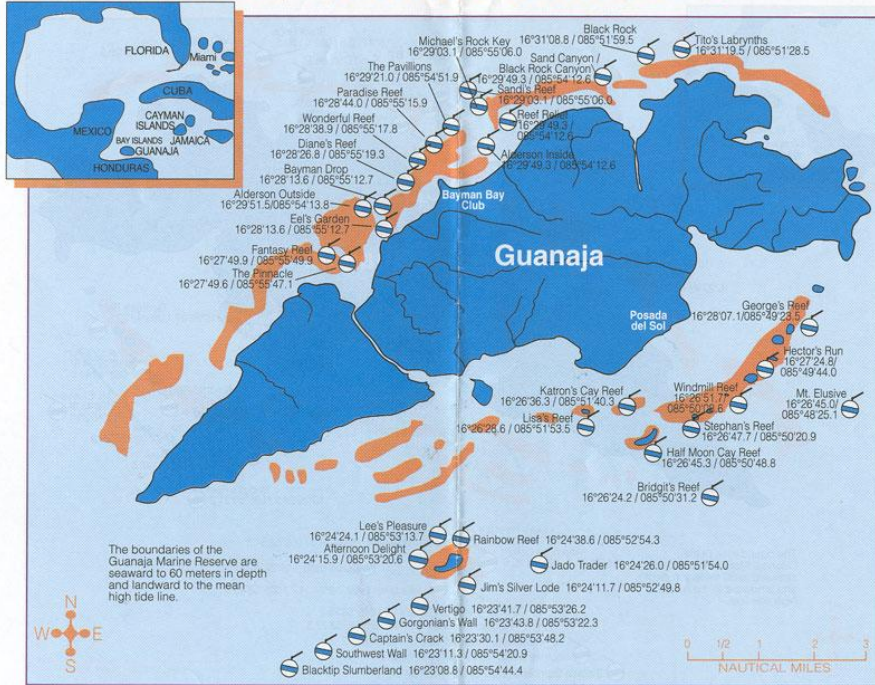 FLORIDA
Miami
CUBA
MEXICO
CAYMAN
ISLANDS
JAMAICA
BAY ISLANDS
GUANAJA
HONDURAS
Black Rock
16°31'08.8 / 085°51'59.5
Tito's Labrynths
16°31'19.5 / 085°51'28.5
Michael's Rock Key
16°29'03.1 / 085°55'06.0
Sand Canyon /
Black Rock Canyon
16°29'49.3 / 085°54'12.6
The Pavillions
16°29'21.0 / 085°54'51.9
Sandi's Reef
16°29'03.1 / 085°55'06.0
Paradise Reef
16°28'44.0 / 085°55'15.9
Reef Relief
16°29'49.3 /
085°54'12.6
Wonderful Reef
16°28'38.9 / 085°55'17.8
Diane's Reef
16°28'26.8 / 085°55'19.3
Alderson Inside
16°29'49.3 / 085°54'12.6
Bayman Drop
16°28'13.6 / 085°55'12.7
Alderson Outside
16°29'51.5/085°54'13.8
Bayman Bay
Club
Eel's Garden
16°28'13.6 / 085°55'12.7
Fantasy Reef
16°27'49.9 / 085°55'49.9
The Pinnacle
16°27'49.6 / 085°55'47.1
Guanaja
Posada
del Sol
George's Reef
16°28'07.1/085°49'23.5
Hector's Run
16°27'24.8/
085°49'44.0
Katron's Cay Reef
16°26'36.3 / 085°51'40.3
Windmill Reef
16°26'51.7/
Mt. Elusive
16°26'45.0/
085°48'25.1
Lisa's Reef
16°26'28.6 / 085°51'53.5
Stephan's Reef
16°26'47.7 / 085°50'20.9
Half Moon Cay Reef
16°26'45.3 / 085°50'48.8
Bridgit's Reef
16°26'24.2 / 085°50'31.2
Lee's Pleasure
16°24'24.1 / 085°53'13.7
Rainbow Reef 16°24'38.6 / 085°52'54.3
Afternoon Delight
16°24'15.9 / 085°53'20.6
Jado Trader 16°24'26.0 / 085°51'54.0
Jim's Silver Lode 16°24'11.7 / 085°52'49.8
Vertigo 16°23'41.7 / 085°53'26.2
Gorgonian's Wall 16°23'43.8 / 085°53'22.3
Captain's Crack 16°23'30.1 / 085°53'48.2
Southwest Wall 16°23'11.3 / 085°54'20.9
Blacktip Slumberland 16°23'08.8 / 085°54'44.4
The boundaries of the
Guanaja Marine Reserve are
seaward to 60 meters in depth
and landward to the mean
high tide line.
N
W E
S
0 1/2 1 2 3
NAUTICAL MILES